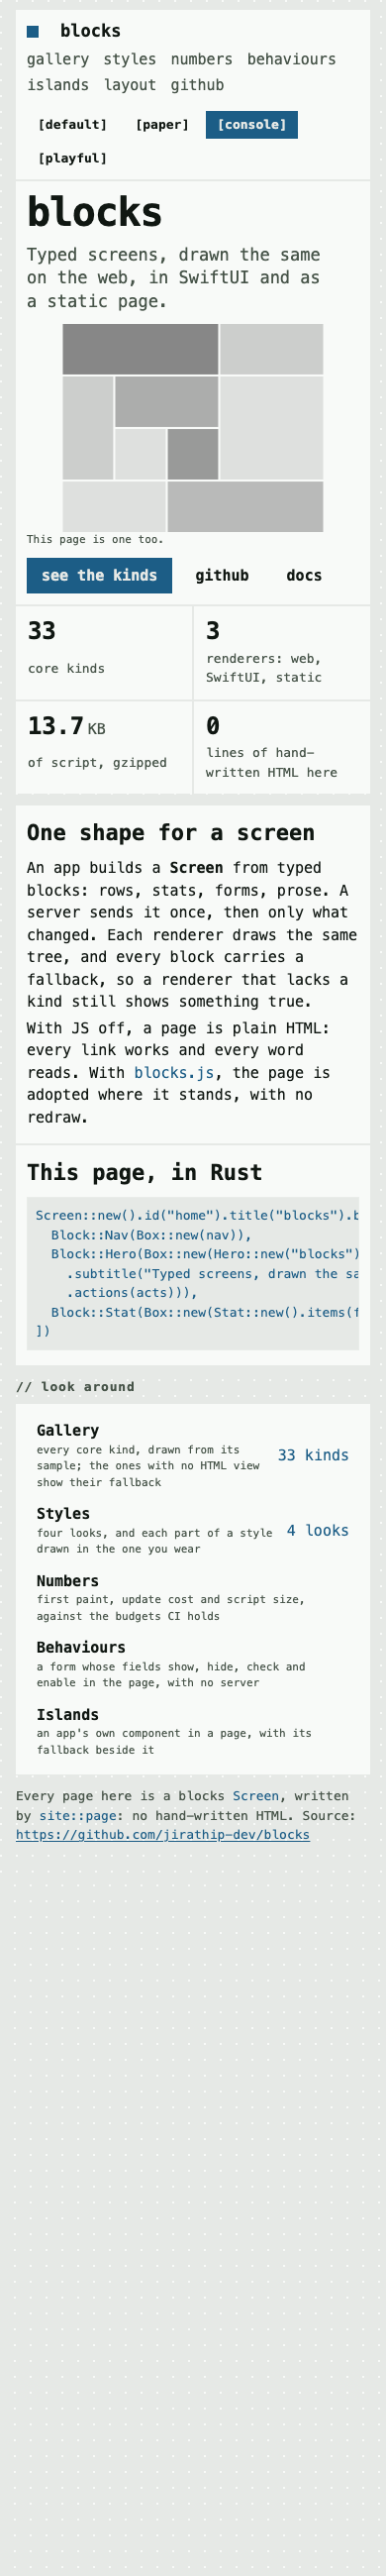 blocks
gallery styles numbers behaviours
islands layout github
[default] [paper] [console]
[playful]
blocks
Typed screens, drawn the same
on the web, in SwiftUI and as
a static page.
This page is one too.
see the kinds github docs
33
core kinds
3
renderers: web,
SwiftUI, static
13.7 KB
of script, gzipped
0
lines of hand-
written HTML here
One shape for a screen
An app builds a Screen from typed
blocks: rows, stats, forms, prose. A
server sends it once, then only what
changed. Each renderer draws the same
tree, and every block carries a
fallback, so a renderer that lacks a
kind still shows something true.
With JS off, a page is plain HTML:
every link works and every word
reads. With blocks.js, the page is
adopted where it stands, with no
redraw.
This page, in Rust
Screen::new().id("home").title("blocks").b
Block::Nav(Box::new(nav)),
Block::Hero(Box::new(Hero::new("blocks")
.subtitle("Typed screens, drawn the sa
.actions(acts))),
Block::Stat(Box::new(Stat::new().items(f
])
// look around
Gallery
every core kind, drawn from its
sample; the ones with no HTML view
show their fallback
33 kinds
Styles
four looks, and each part of a style
drawn in the one you wear
4 looks
Numbers
first paint, update cost and script size,
against the budgets CI holds
Behaviours
a form whose fields show, hide, check and
enable in the page, with no server
Islands
an app's own component in a page, with its
fallback beside it
Every page here is a blocks Screen, written
by site::page: no hand-written HTML. Source:
https://github.com/jirathip-dev/blocks